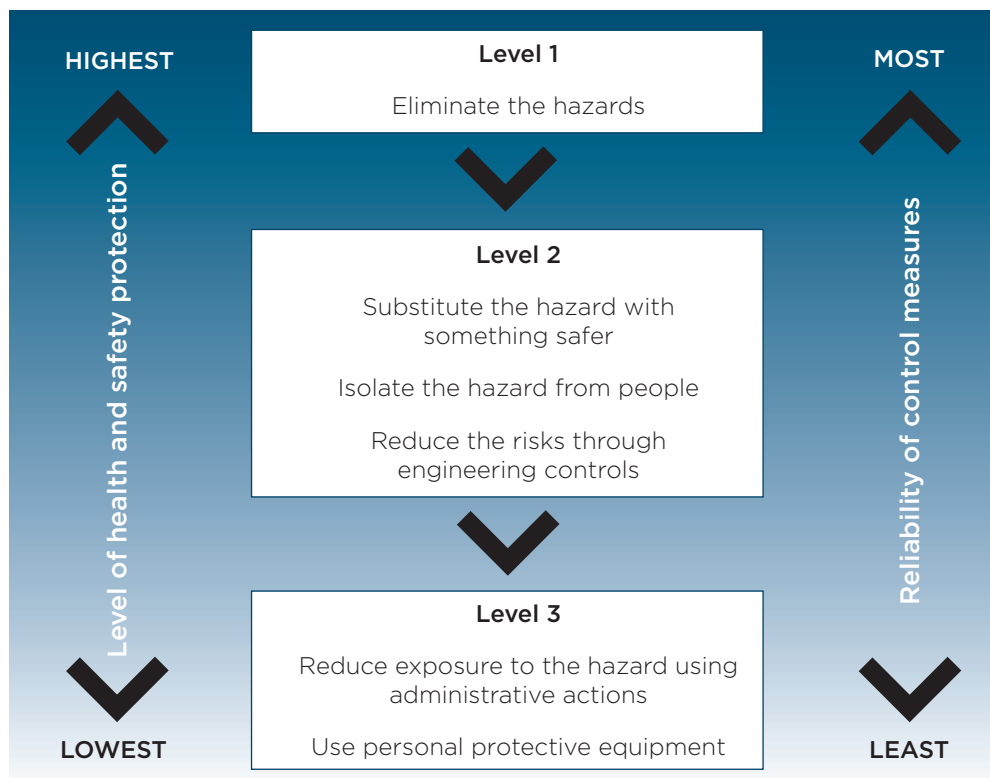 HIGHEST
Level of health and safety protection
LOWEST
Level 1
Eliminate the hazards
Level 2
Substitute the hazard with
something safer
Isolate the hazard from people
Reduce the risks through
engineering controls
Level 3
Reduce exposure to the hazard using
administrative actions
Use personal protective equipment
MOST
Reliability of control measures
LEAST